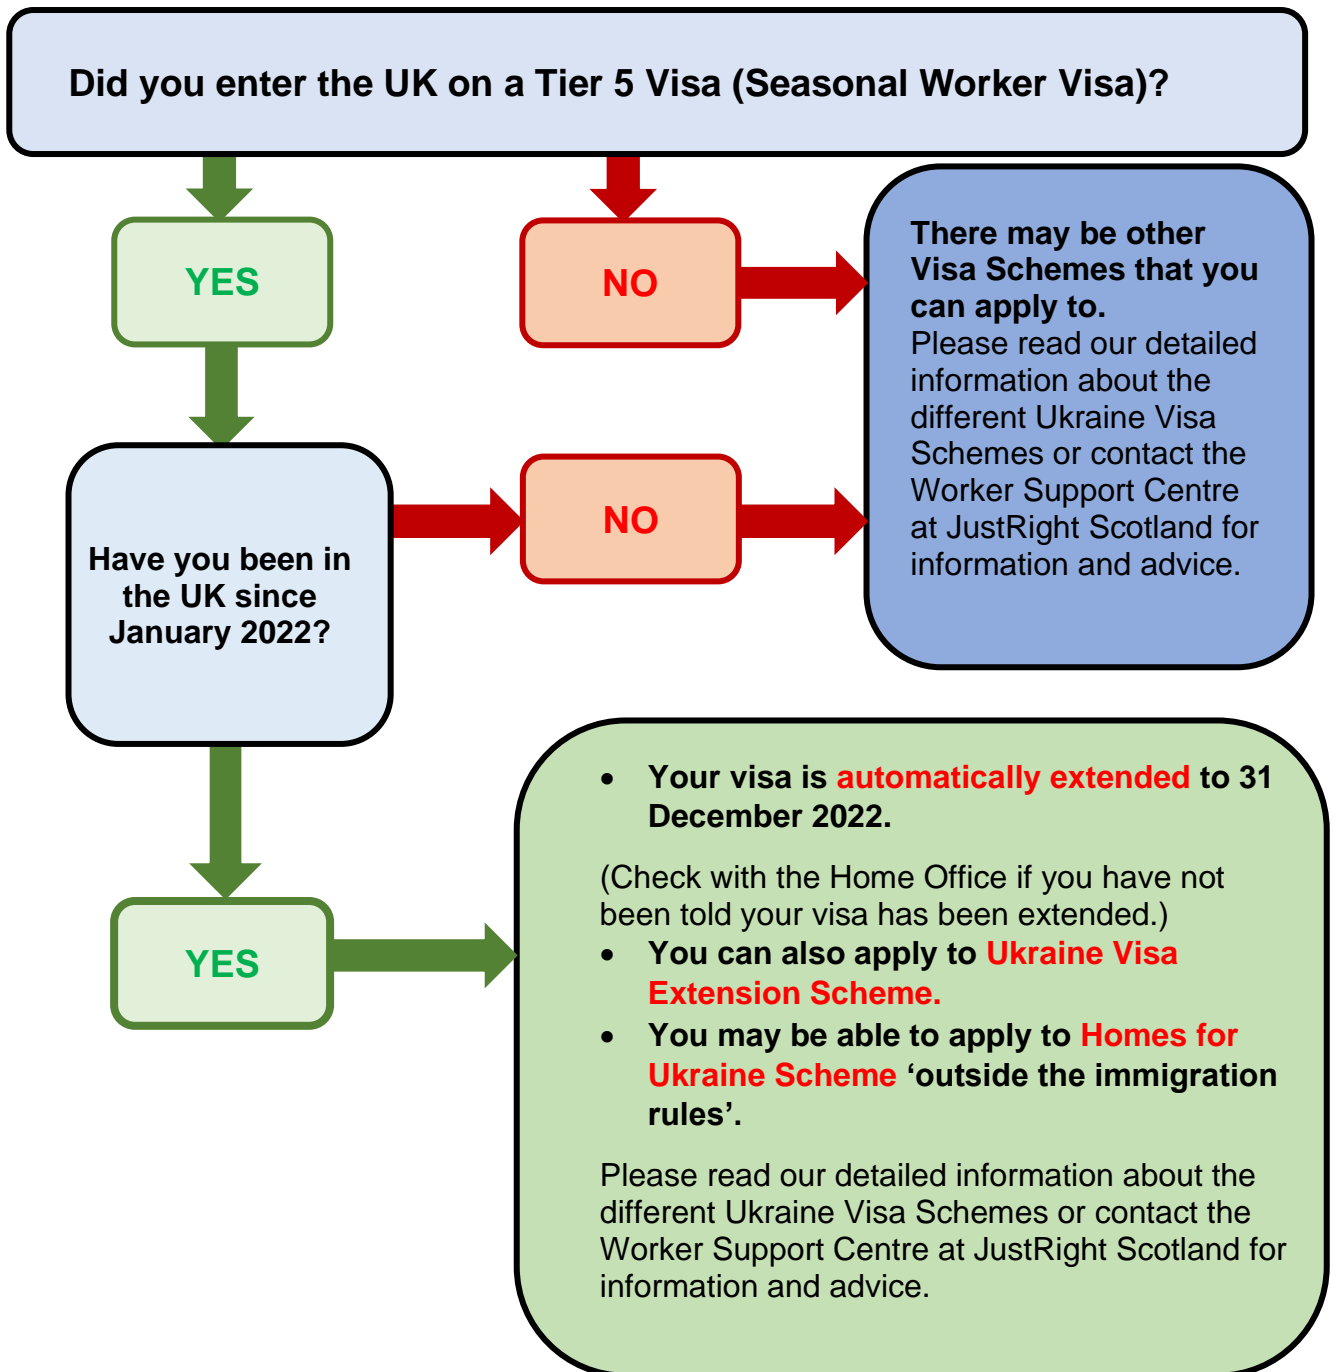 Did you enter the UK on a Tier 5 Visa (Seasonal Worker Visa)?
YES
NO
There may be other
Visa Schemes that you
can apply to.
Please read our detailed
information about the
different Ukraine Visa
Schemes or contact the
Worker Support Centre
at JustRight Scotland for
information and advice.
Have you been in
the UK since
January 2022?
NO
YES
• Your visa is automatically extended to 31
December 2022.
(Check with the Home Office if you have not
been told your visa has been extended.)
• You can also apply to Ukraine Visa
Extension Scheme.
• You may be able to apply to Homes for
Ukraine Scheme ‘outside the immigration
rules’.
Please read our detailed information about the
different Ukraine Visa Schemes or contact the
Worker Support Centre at JustRight Scotland for
information and advice.